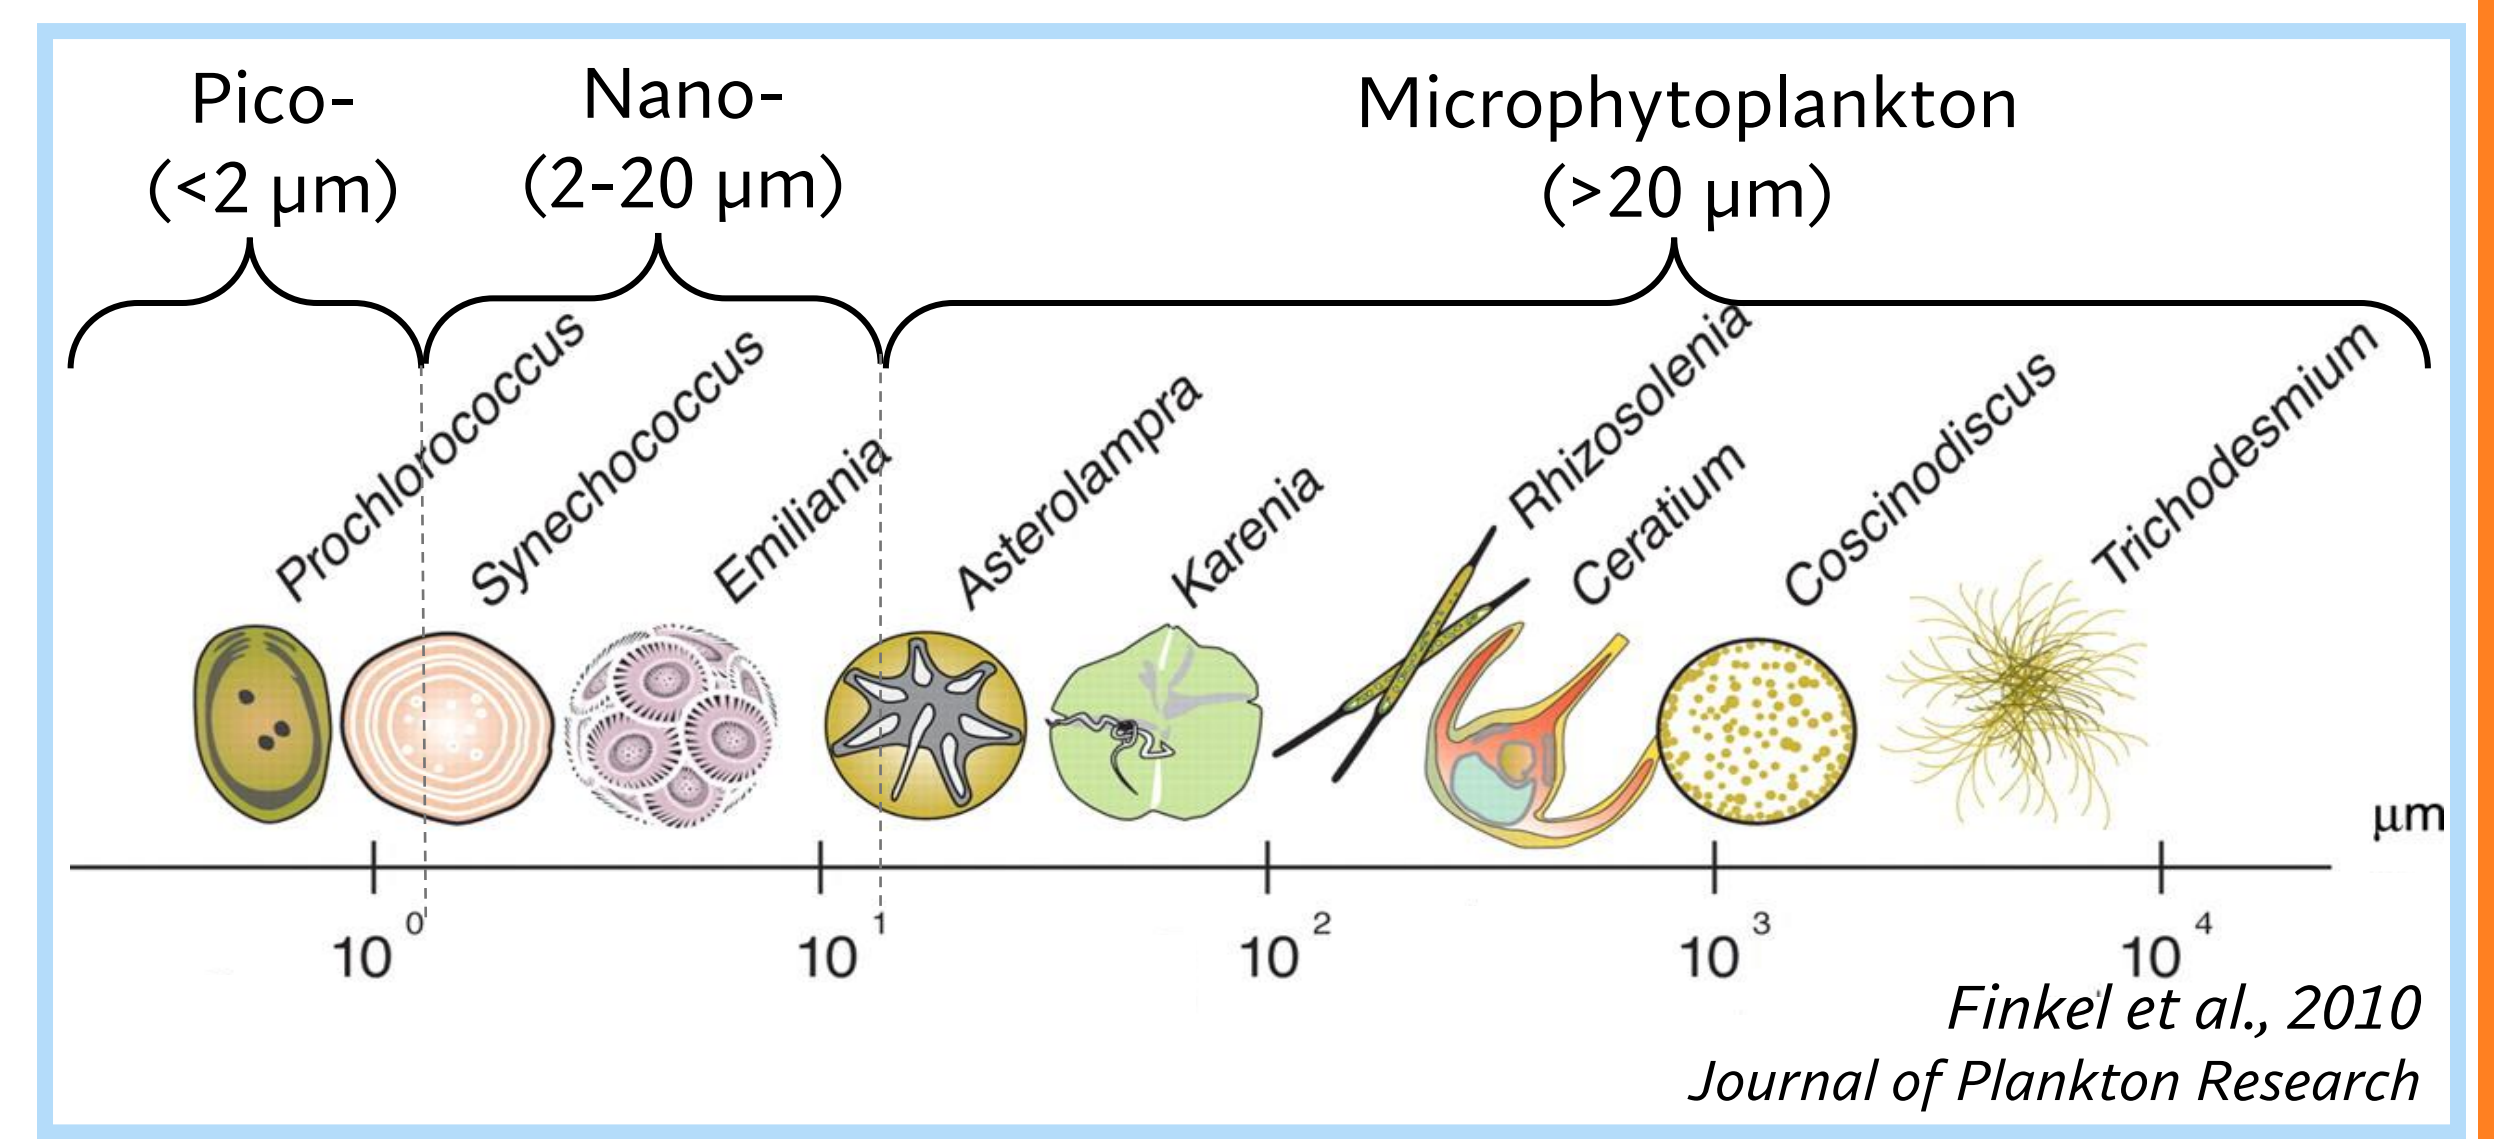 Pico-
(<2 µm)
Nano-
(2-20 µm)
Microphytoplankton
(>20 µm)
Prochlorococcus
Synechococcus
Emiliania
Asterolampra
Karenia
Rhizosolenia
Ceratium
Coscinodiscus
Trichodesmium
µm
10⁰
10¹
10²
10³
10⁴
Finkel et al., 2010
Journal of Plankton Research